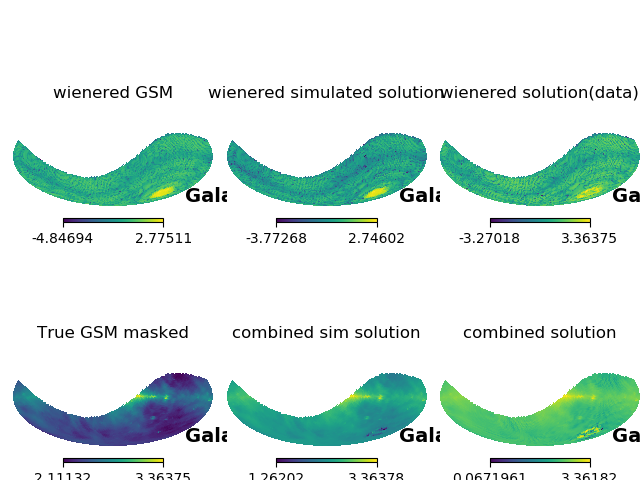 wienered GSM
wienered simulated solution
wienered solution(data)
Gala
Gala
Ga
-4.84694 2.77511
-3.77268 2.74602
-3.27018 3.36375
True GSM masked
combined sim solution
combined solution
Gala
Gala
Ga
2.11132 3.36375
1.26202 3.36378
0.0671961 3.36182